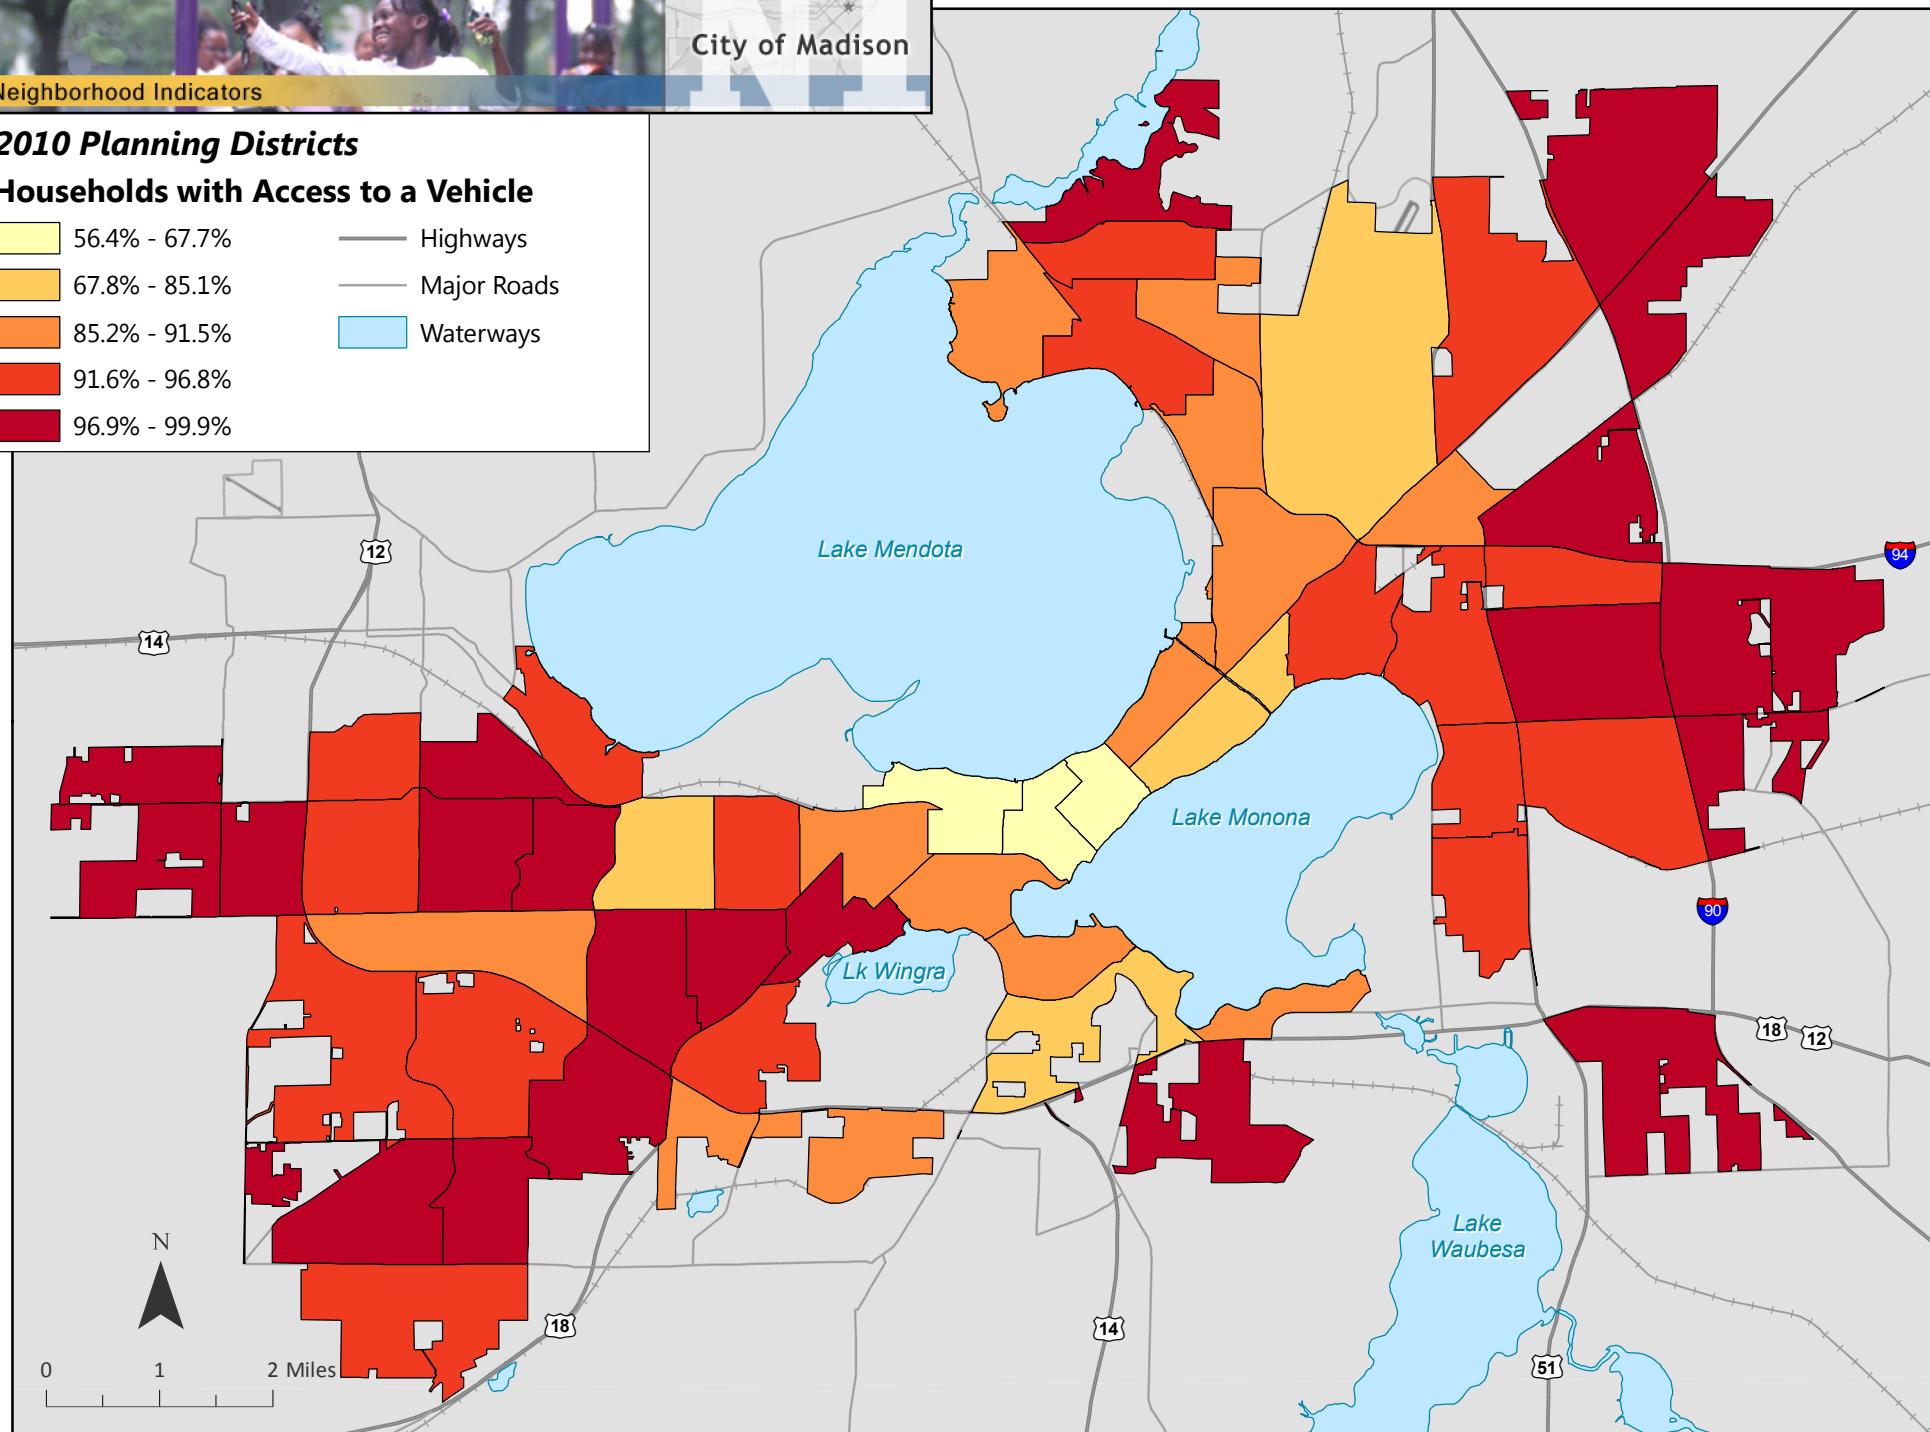 City of Madison
NI
Neighborhood Indicators
2010 Planning Districts
Households with Access to a Vehicle
56.4% - 67.7%
67.8% - 85.1%
85.2% - 91.5%
91.6% - 96.8%
96.9% - 99.9%
Highways
Major Roads
Waterways
12
14
94
Lake Mendota
Lake Monona
90
Lk Wingra
18
12
Lake
Waubesa
N
18
14
51
0 1 2 Miles